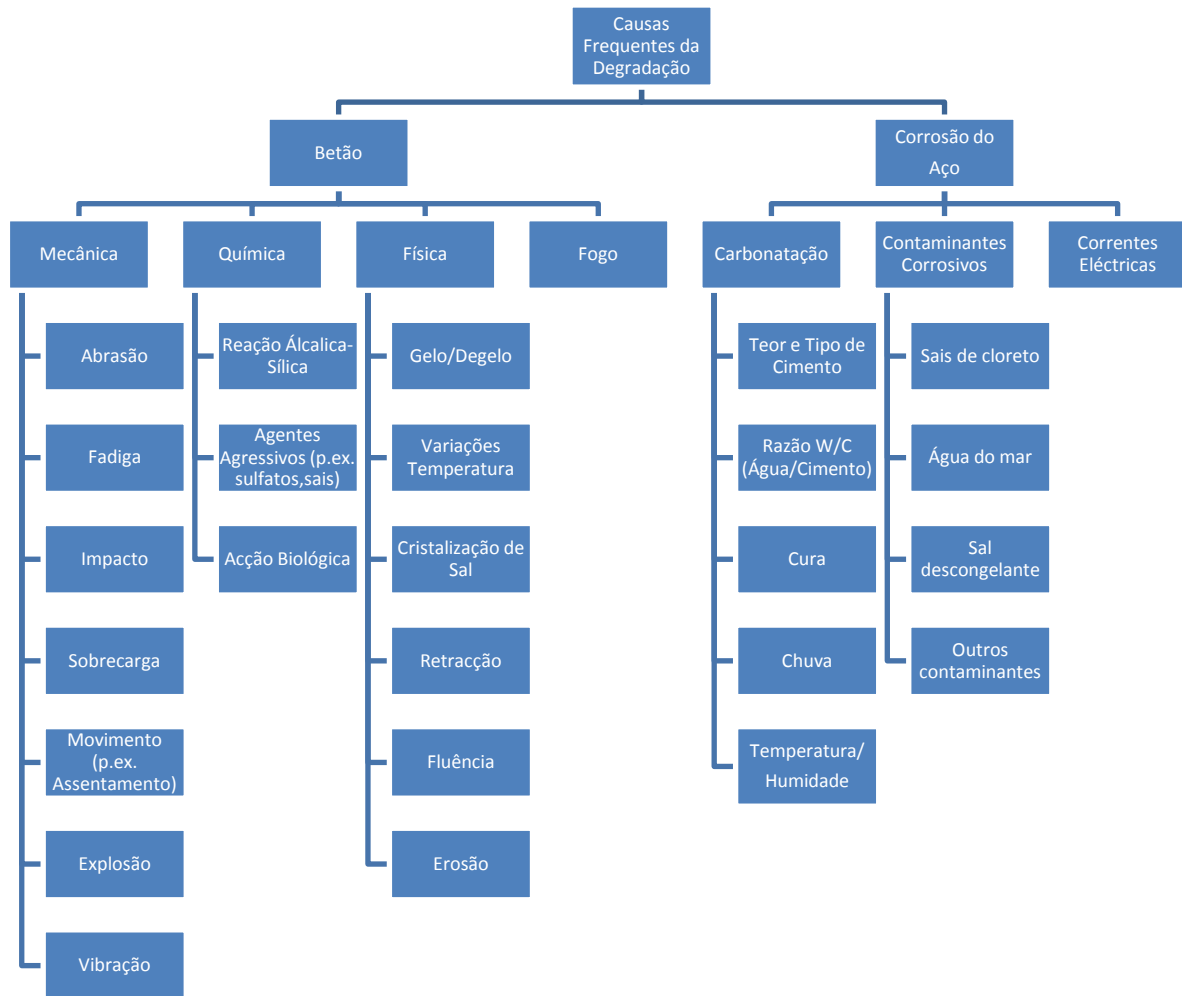 Causas
Frequentes da
Degradação
Betão
Corrosão do
Aço
Mecânica
Química
Física
Fogo
Carbonatação
Contaminantes
Corrosivos
Correntes
Eléctricas
Abrasão
Fadiga
Impacto
Sobrecarga
Movimento
(p.ex.
Assentamento)
Explosão
Vibração
Reação Álcalica-
Sílica
Agentes
Agressivos (p.ex.
sulfatos,sais)
Acção Biológica
Gelo/Degelo
Variações
Temperatura
Cristalização de
Sal
Retracção
Fluência
Erosão
Teor e Tipo de
Cimento
Razão W/C
(Água/Cimento)
Cura
Chuva
Temperatura/
Humidade
Sais de cloreto
Água do mar
Sal
descongelante
Outros
contaminantes